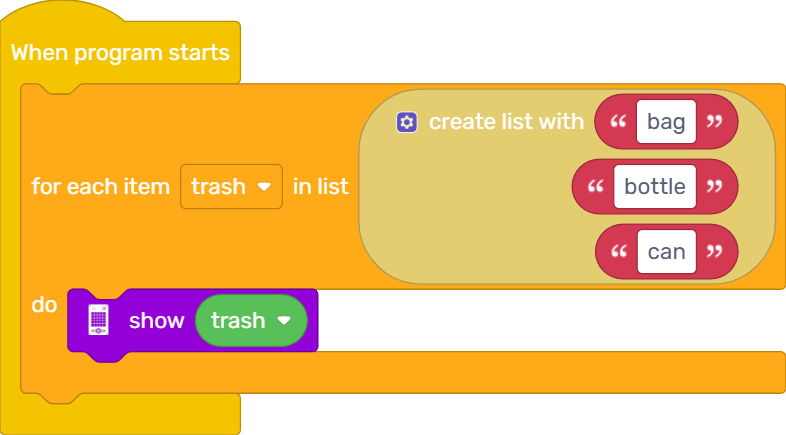 When program starts
create list with “ bag ”
for each item trash in list “ bottle ”
“ can ”
do show trash